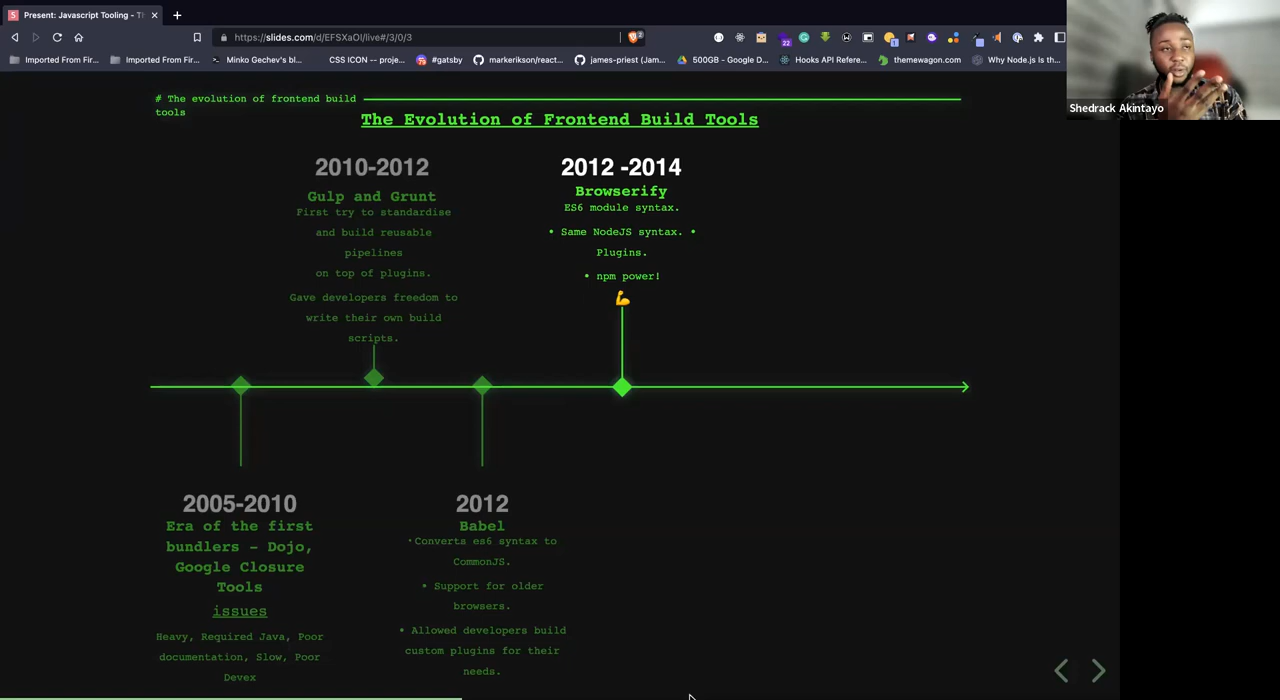 Present: Javascript Tooling - Th
https://slides.com/d/EFSXaOl/live#/3/0/3
2
22
1
Imported From Fir...
Imported From Fir...
Minko Gechev's bl...
CSS ICON -- proje...
#gatsby
markerikson/react...
james-priest (Jam...
500GB - Google D...
Hooks API Refere...
themewagon.com
Why Node.js Is th...
Shedrack Akintayo
# The evolution of frontend build
tools
The Evolution of Frontend Build Tools
2010-2012
Gulp and Grunt
First try to standardise
and build reusable
pipelines
on top of plugins.
Gave developers freedom to
write their own build
scripts.
2012 -2014
Browserify
ES6 module syntax.
• Same NodeJS syntax. •
Plugins.
• npm power!
💪
2005-2010
Era of the first
bundlers - Dojo,
Google Closure
Tools
issues
Heavy, Required Java, Poor
documentation, Slow, Poor
Devex
2012
Babel
•Converts es6 syntax to
CommonJS.
• Support for older
browsers.
• Allowed developers build
custom plugins for their
needs.